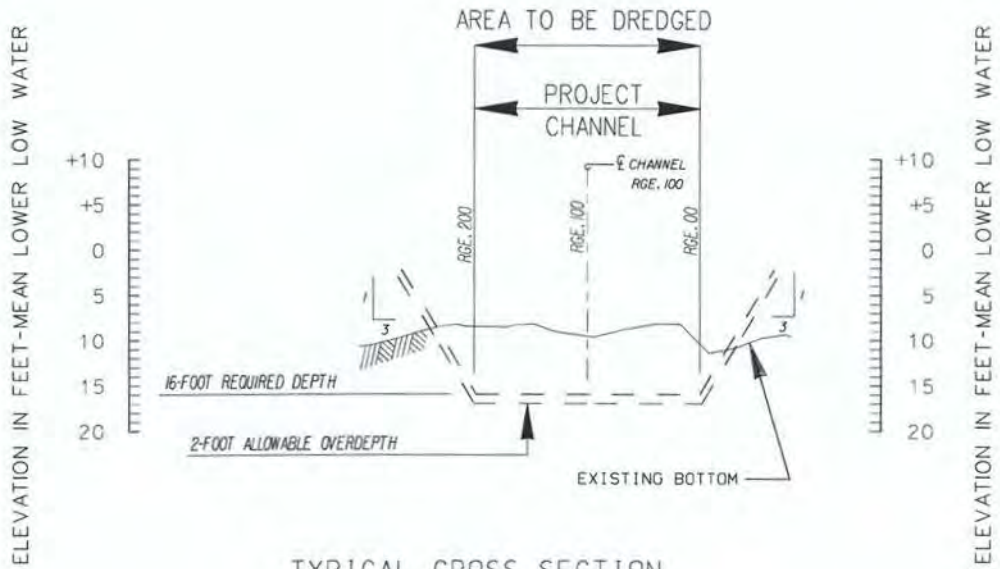 AREA TO BE DREDGED
PROJECT
CHANNEL
℄ CHANNEL
RGE. 100
RGE. 200
RGE. 100
RGE. 00
ELEVATION IN FEET-MEAN LOWER LOW WATER
+10
+5
0
5
10
15
20
1
3
16-FOOT REQUIRED DEPTH
2-FOOT ALLOWABLE OVERDEPTH
EXISTING BOTTOM
1
3
+10
+5
0
5
10
15
20
ELEVATION IN FEET-MEAN LOWER LOW WATER
TYPICAL CROSS SECTION